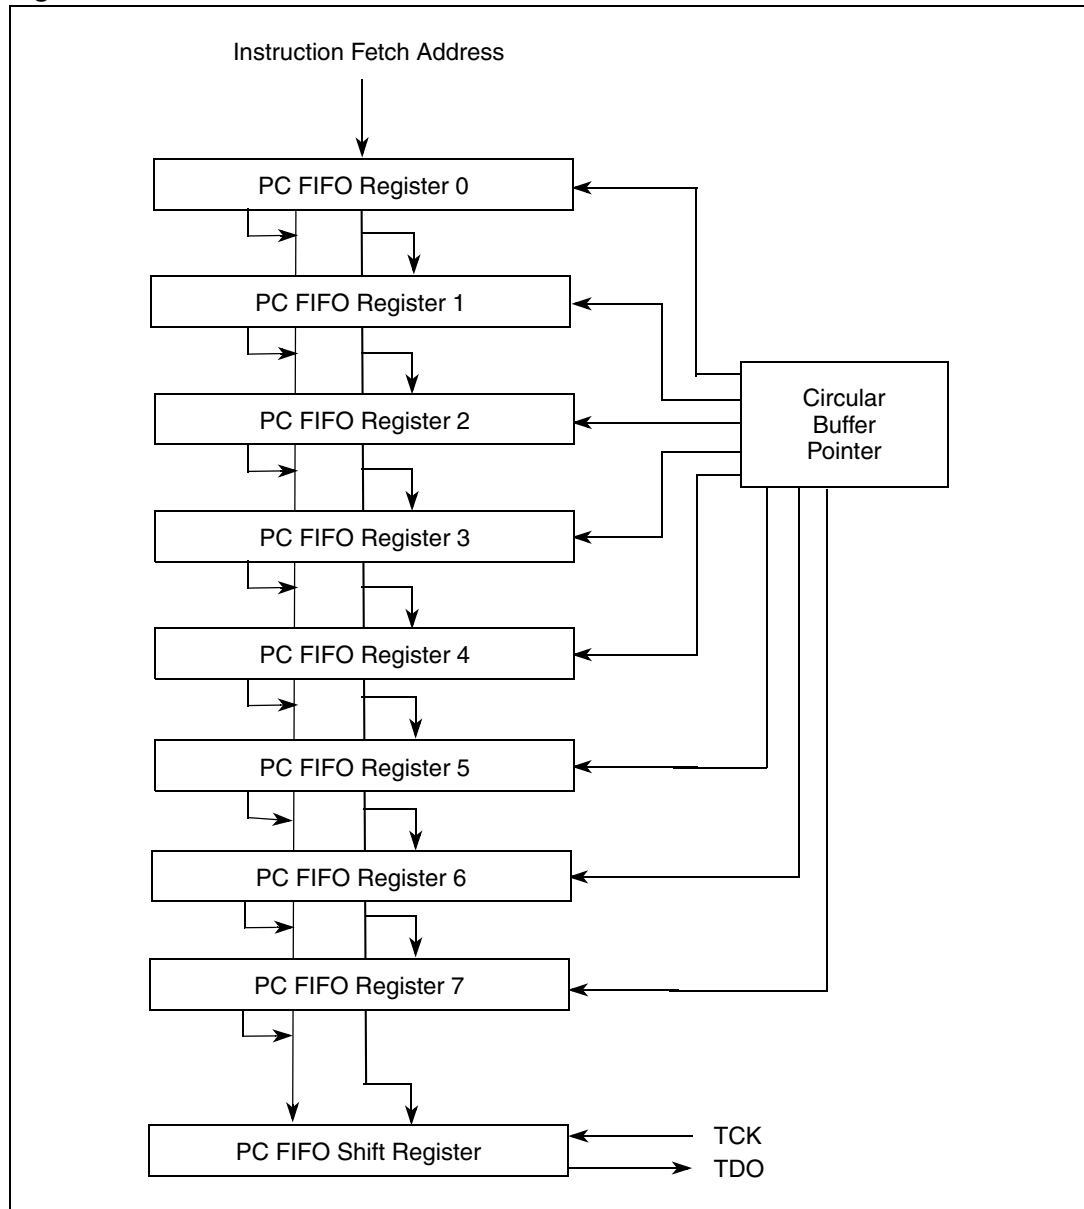 Instruction Fetch Address
PC FIFO Register 0
PC FIFO Register 1
PC FIFO Register 2
Circular
Buffer
Pointer
PC FIFO Register 3
PC FIFO Register 4
PC FIFO Register 5
PC FIFO Register 6
PC FIFO Register 7
PC FIFO Shift Register
TCK
TDO